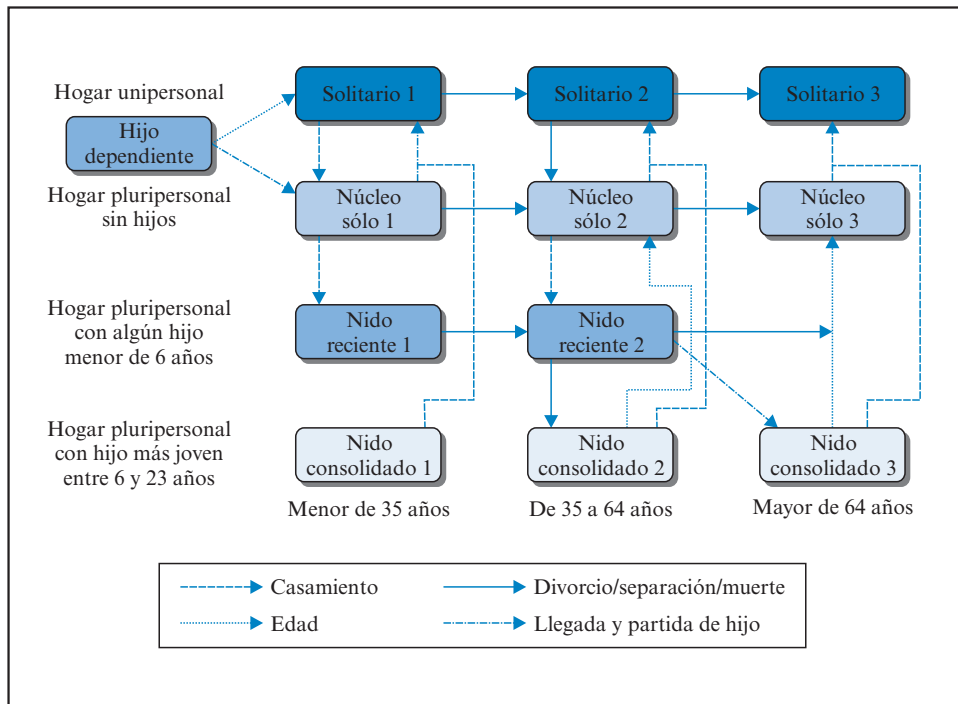 Hogar unipersonal
Solitario 1
Solitario 2
Solitario 3
Hijo
dependiente
Hogar pluripersonal
sin hijos
Núcleo
sólo 1
Núcleo
sólo 2
Núcleo
sólo 3
Hogar pluripersonal
con algún hijo
menor de 6 años
Nido
reciente 1
Nido
reciente 2
Hogar pluripersonal
con hijo más joven
entre 6 y 23 años
Nido
consolidado 1
Nido
consolidado 2
Nido
consolidado 3
Menor de 35 años
De 35 a 64 años
Mayor de 64 años
Casamiento
Divorcio/separación/muerte
Edad
Llegada y partida de hijo